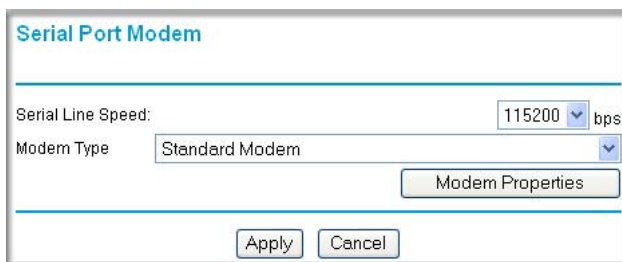 Serial Port Modem
Serial Line Speed: 115200 bps
Modem Type Standard Modem
Modem Properties
Apply Cancel